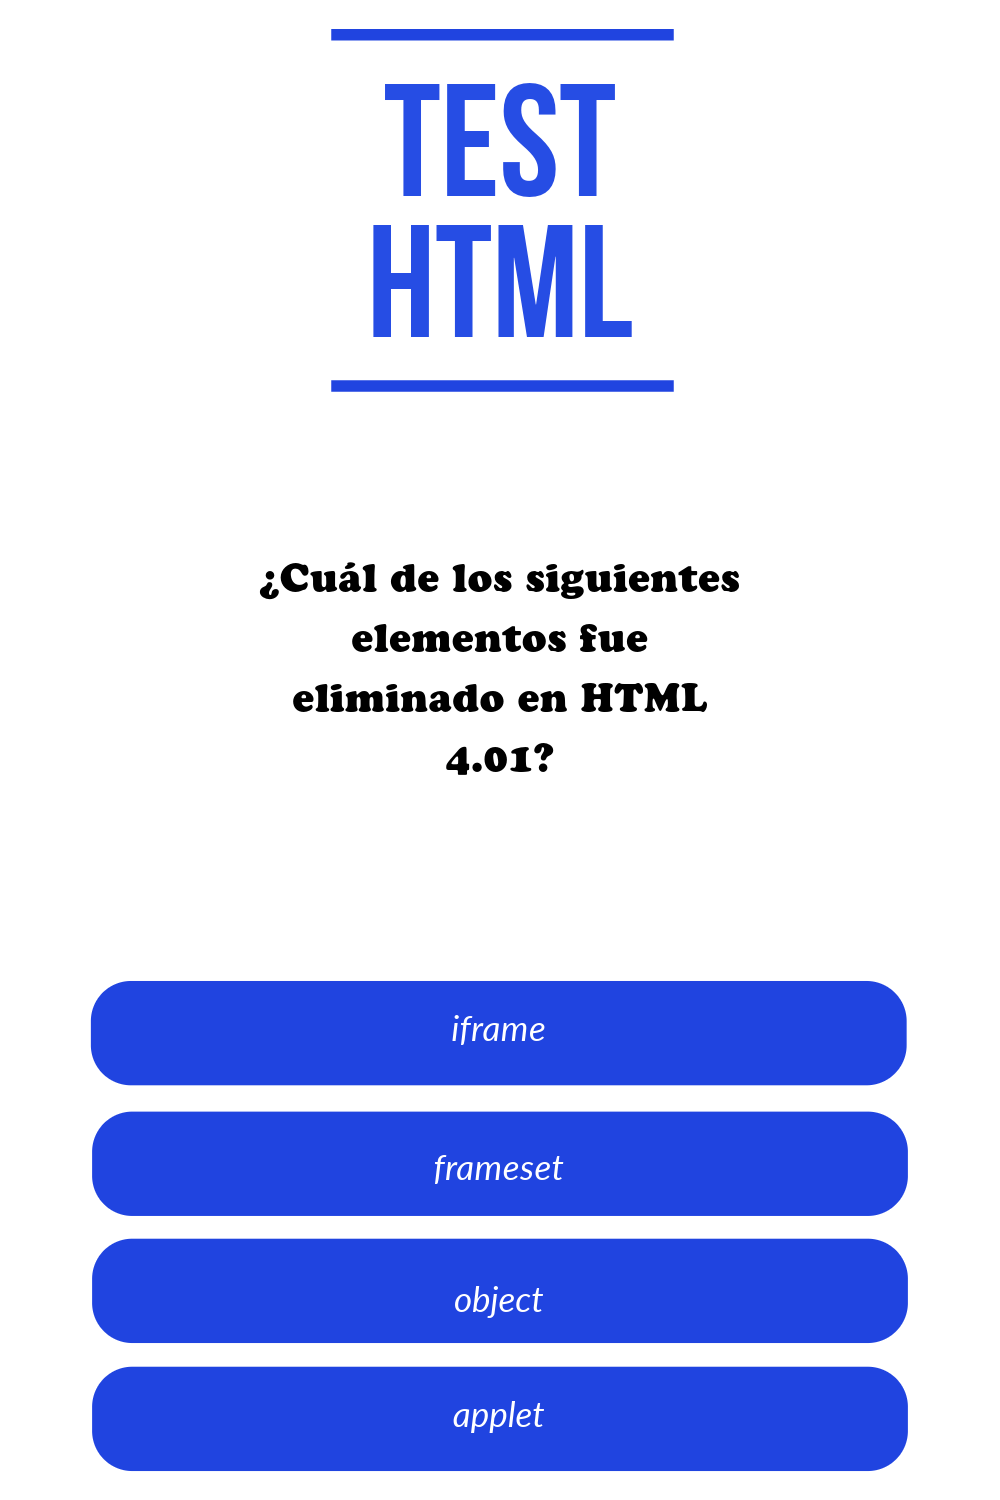 TEST
HTML
¿Cuál de los siguientes
elementos fue
eliminado en HTML
4.01?
iframe
frameset
object
applet